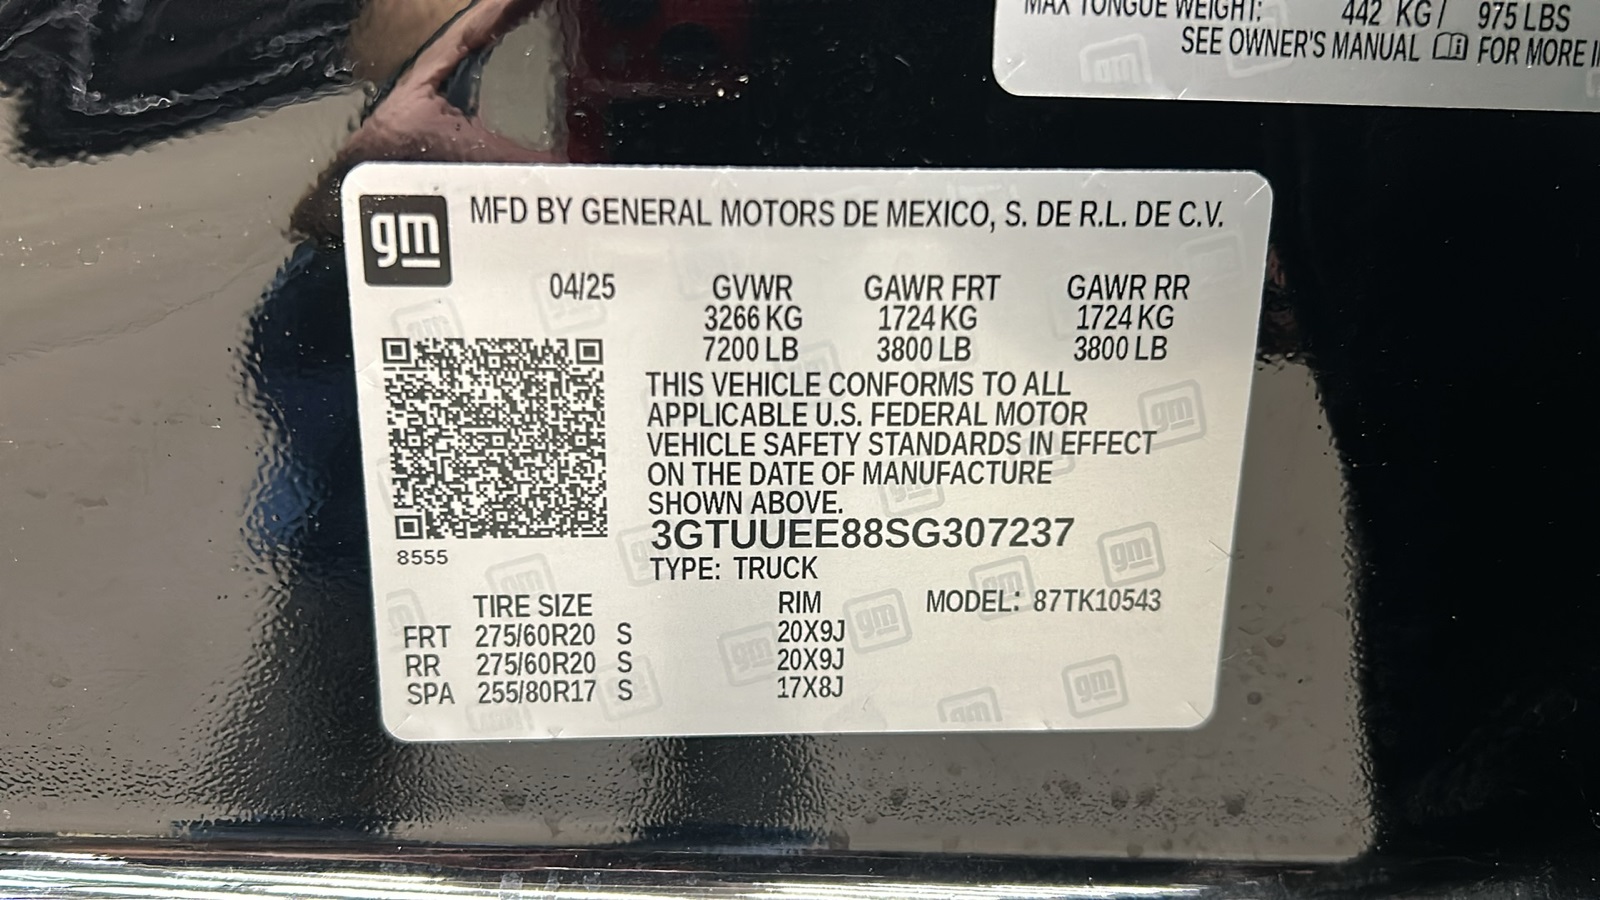 MAX TONGUE WEIGHT: 442 KG / 975 LBS
SEE OWNER'S MANUAL FOR MORE
gm MFD BY GENERAL MOTORS DE MEXICO, S. DE R.L. DE C.V.
04/25 GVWR GAWR FRT GAWR RR
3266 KG 1724 KG 1724 KG
7200 LB 3800 LB 3800 LB
THIS VEHICLE CONFORMS TO ALL
APPLICABLE U.S. FEDERAL MOTOR
VEHICLE SAFETY STANDARDS IN EFFECT
ON THE DATE OF MANUFACTURE
SHOWN ABOVE.
3GTUUEE88SG307237
8555
TYPE: TRUCK
TIRE SIZE RIM MODEL: 87TK10543
FRT 275/60R20 S 20X9J
RR 275/60R20 S 20X9J
SPA 255/80R17 S 17X8J